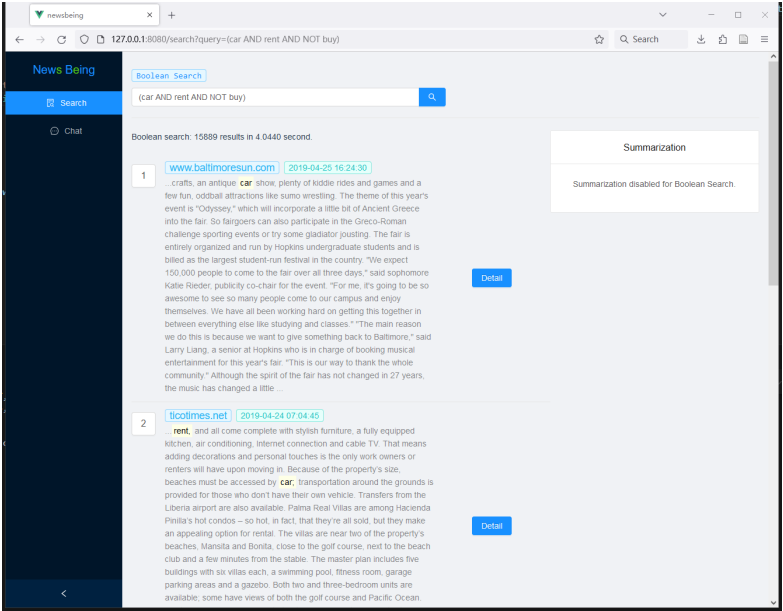 newsbeing
127.0.0.1:8080/search?query=(car AND rent AND NOT buy)
Search
News Being
Search
Chat
Boolean Search
(car AND rent AND NOT buy)
Boolean search: 15889 results in 4.0440 second.
1
www.baltimoresun.com 2019-04-25 16:24:30
...crafts, an antique car show, plenty of kiddie rides and games and a
few fun, oddball attractions like sumo wrestling. The theme of this year's
event is "Odyssey," which will incorporate a little bit of Ancient Greece
into the fair. So fairgoers can also participate in the Greco-Roman
challenge sporting events or try some gladiator jousting. The fair is
entirely organized and run by Hopkins undergraduate students and is
billed as the largest student-run festival in the country. "We expect
150,000 people to come to the fair over all three days," said sophomore
Katie Rieder, publicity co-chair for the event. "For me, it's going to be so
awesome to see so many people come to our campus and enjoy
themselves. We have all been working hard on getting this together in
between everything else like studying and classes." "The main reason
we do this is because we want to give something back to Baltimore," said
Larry Liang, a senior at Hopkins who is in charge of booking musical
entertainment for this year's fair. "This is our way to thank the whole
community." Although the spirit of the fair has not changed in 27 years,
the music has changed a little ...
Detail
2
ticotimes.net 2019-04-24 07:04:45
... rent, and all come complete with stylish furniture, a fully equipped
kitchen, air conditioning, Internet connection and cable TV. That means
adding decorations and personal touches is the only work owners or
renters will have upon moving in. Because of the property's size,
beaches must be accessed by car; transportation around the grounds is
provided for those who don't have their own vehicle. Transfers from the
Liberia airport are also available. Palma Real Villas are among Hacienda
Pinilla's hot condos – so hot, in fact, that they're all sold, but they make
an appealing option for rental. The villas are near two of the property's
beaches, Mansita and Bonita, close to the golf course, next to the beach
club and a few minutes from the stable. The master plan includes five
buildings with six villas each, a swimming pool, fitness room, garage
parking areas and a gazebo. Both two and three-bedroom units are
available; some have views of both the golf course and Pacific Ocean.
Detail
Summarization
Summarization disabled for Boolean Search.